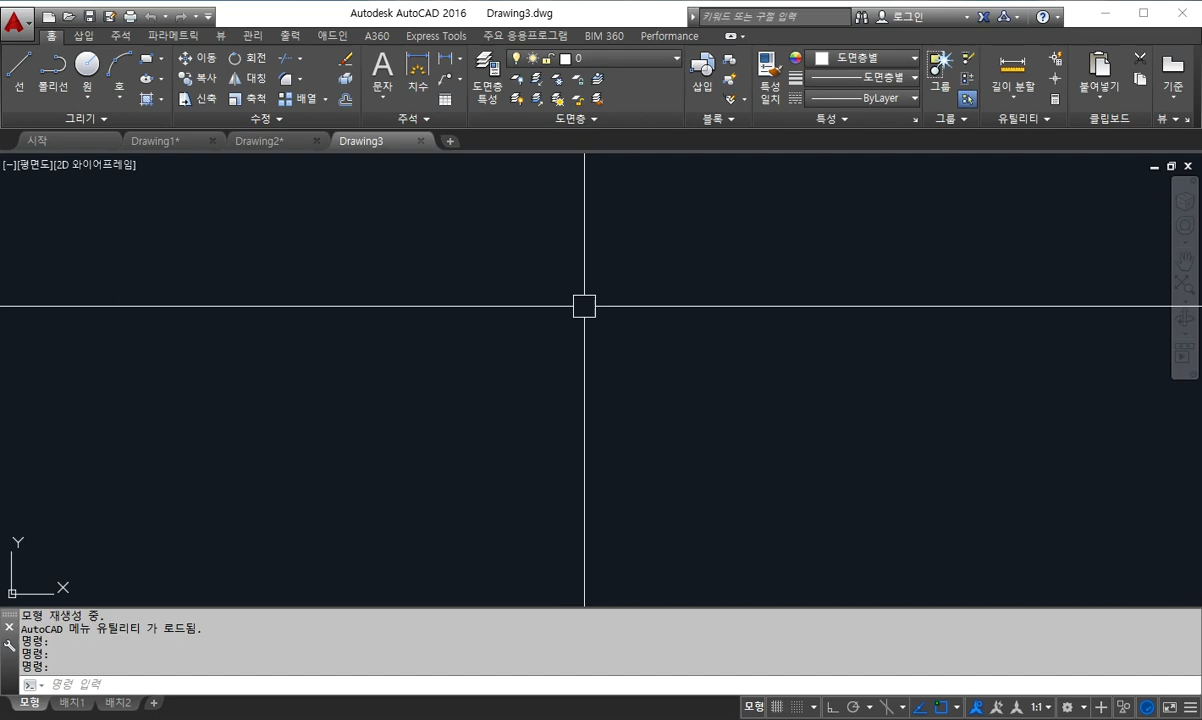 Autodesk AutoCAD 2016 Drawing3.dwg 키워드 또는 구절 입력 로그인
홈 삽입 주석 파라메트릭 뷰 관리 출력 애드인 A360 Express Tools 주요 응용프로그램 BIM 360 Performance
이동 회전 0 도면층별
선 폴리선 원 호 복사 대칭 문자 치수 도면층 특성 삽입 특성 일치 도면층별 그룹 길이 분할 붙여넣기 기준
신축 축척 배열 ByLayer
그리기 수정 주석 도면층 블록 특성 그룹 유틸리티 클립보드 뷰
시작 Drawing1* Drawing2* Drawing3
[−][평면도][2D 와이어프레임]
Y
X
모형 재생성 중.
AutoCAD 메뉴 유틸리티 가 로드됨.
명령:
명령:
명령:
명령 입력
모형 배치1 배치2 모형 1:1